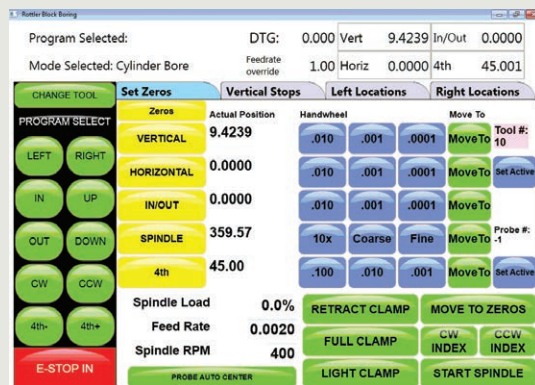 Rottler Block Boring
Program Selected: DTG: 0.000 Vert 9.4239 In/Out 0.0000
Mode Selected: Cylinder Bore Feedrate override 1.00 Horiz 0.0000 4th 45.001
CHANGE TOOL Set Zeros Vertical Stops Left Locations Right Locations
PROGRAM SELECT Zeros Actual Position Handwheel Move To
VERTICAL 9.4239 .010 .001 .0001 MoveTo Tool #: 10
LEFT RIGHT
HORIZONTAL 0.0000 .010 .001 .0001 MoveTo Set Active
IN UP
IN/OUT 0.0000 .010 .001 .0001 MoveTo
OUT DOWN
SPINDLE 359.57 10x Coarse Fine MoveTo Probe #: -1
CW CCW
4th 45.00 .100 .010 .001 MoveTo Set Active
4th- 4th+
Spindle Load 0.0% RETRACT CLAMP MOVE TO ZEROS
Feed Rate 0.0020 FULL CLAMP CW INDEX CCW INDEX
Spindle RPM 400
E-STOP IN PROBE AUTO CENTER LIGHT CLAMP START SPINDLE